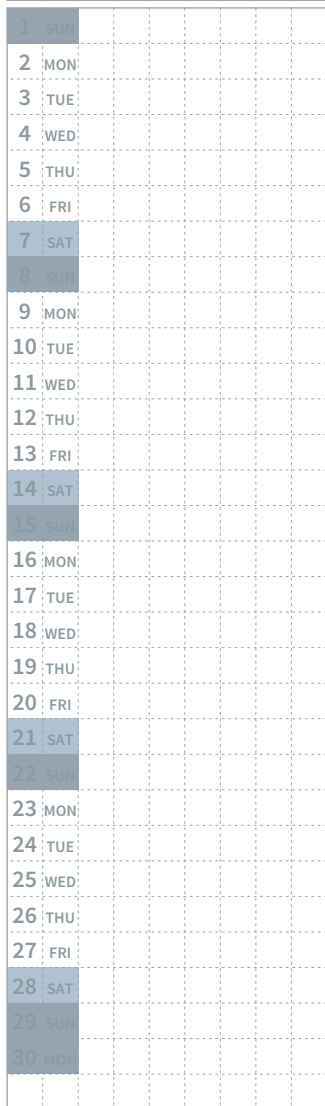 1 SUN
2 MON
3 TUE
4 WED
5 THU
6 FRI
7 SAT
8 SUN
9 MON
10 TUE
11 WED
12 THU
13 FRI
14 SAT
15 SUN
16 MON
17 TUE
18 WED
19 THU
20 FRI
21 SAT
22 SUN
23 MON
24 TUE
25 WED
26 THU
27 FRI
28 SAT
29 SUN
30 MON